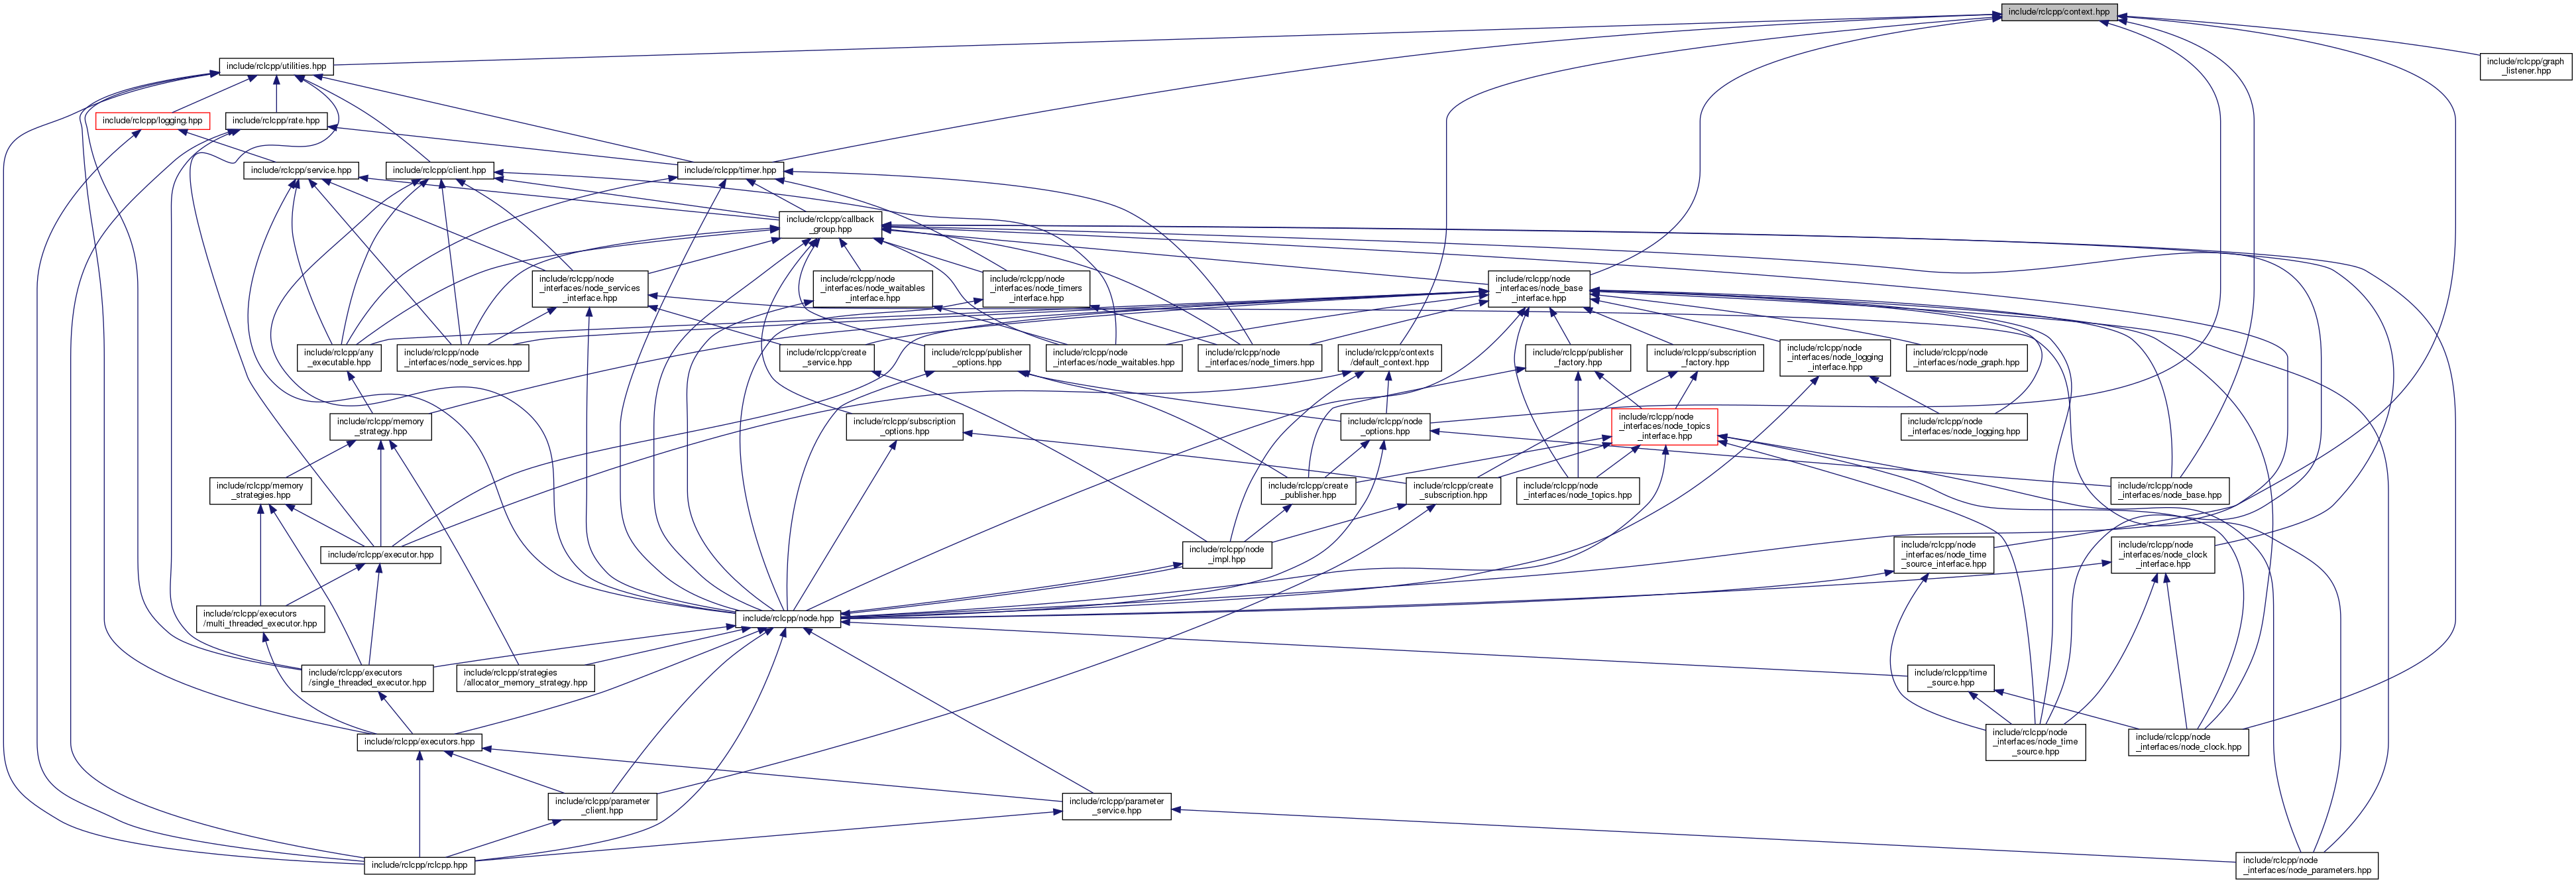 include/rclcpp/context.hpp
include/rclcpp/utilities.hpp
include/rclcpp/graph
_listener.hpp
include/rclcpp/logging.hpp
include/rclcpp/rate.hpp
include/rclcpp/service.hpp
include/rclcpp/client.hpp
include/rclcpp/timer.hpp
include/rclcpp/callback
_group.hpp
include/rclcpp/node
_interfaces/node_services
_interface.hpp
include/rclcpp/node
_interfaces/node_waitables
_interface.hpp
include/rclcpp/node
_interfaces/node_timers
_interface.hpp
include/rclcpp/node
_interfaces/node_base
_interface.hpp
include/rclcpp/any
_executable.hpp
include/rclcpp/node
_interfaces/node_services.hpp
include/rclcpp/create
_service.hpp
include/rclcpp/publisher
_options.hpp
include/rclcpp/node
_interfaces/node_waitables.hpp
include/rclcpp/node
_interfaces/node_timers.hpp
include/rclcpp/contexts
/default_context.hpp
include/rclcpp/publisher
_factory.hpp
include/rclcpp/subscription
_factory.hpp
include/rclcpp/node
_interfaces/node_logging
_interface.hpp
include/rclcpp/node
_interfaces/node_graph.hpp
include/rclcpp/memory
_strategy.hpp
include/rclcpp/subscription
_options.hpp
include/rclcpp/node
_options.hpp
include/rclcpp/node
_interfaces/node_topics
_interface.hpp
include/rclcpp/node
_interfaces/node_logging.hpp
include/rclcpp/memory
_strategies.hpp
include/rclcpp/create
_publisher.hpp
include/rclcpp/create
_subscription.hpp
include/rclcpp/node
_interfaces/node_topics.hpp
include/rclcpp/node
_interfaces/node_base.hpp
include/rclcpp/executor.hpp
include/rclcpp/node
_impl.hpp
include/rclcpp/node
_interfaces/node_time
_source_interface.hpp
include/rclcpp/node
_interfaces/node_clock
_interface.hpp
include/rclcpp/executors
/multi_threaded_executor.hpp
include/rclcpp/node.hpp
include/rclcpp/executors
/single_threaded_executor.hpp
include/rclcpp/strategies
/allocator_memory_strategy.hpp
include/rclcpp/time
_source.hpp
include/rclcpp/executors.hpp
include/rclcpp/node
_interfaces/node_time
_source.hpp
include/rclcpp/node
_interfaces/node_clock.hpp
include/rclcpp/parameter
_client.hpp
include/rclcpp/parameter
_service.hpp
include/rclcpp/rclcpp.hpp
include/rclcpp/node
_interfaces/node_parameters.hpp